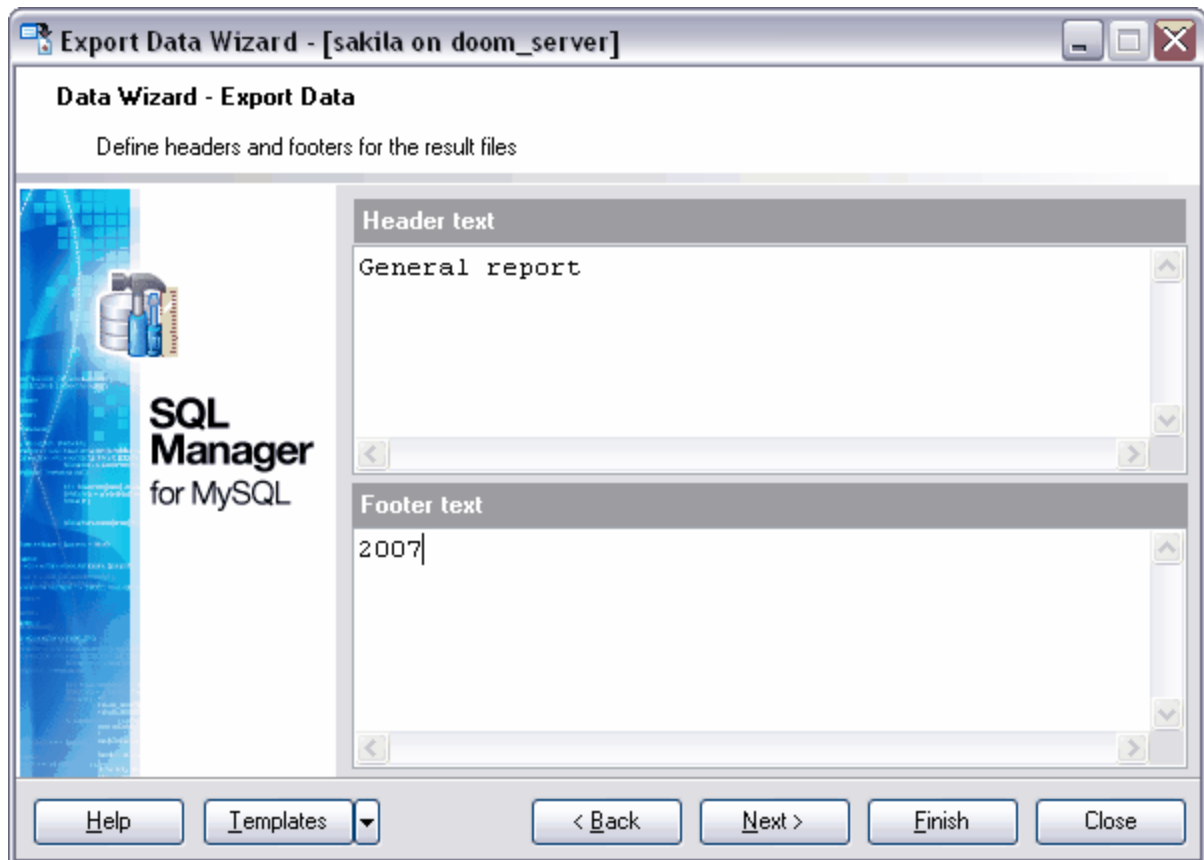 Export Data Wizard - [sakila on doom_server]
Data Wizard - Export Data
Define headers and footers for the result files
Header text
General report
SQL
Manager
for MySQL
Footer text
2007
Help
Templates
< Back
Next >
Finish
Close